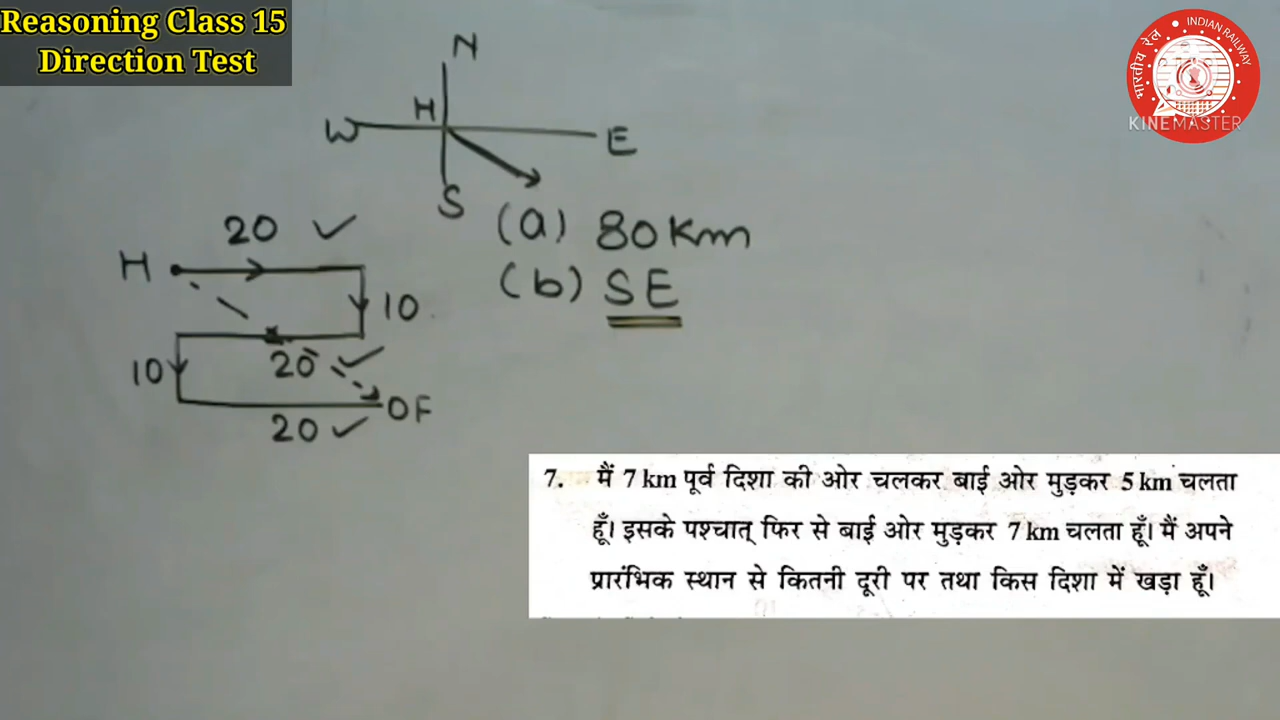 Reasoning Class 15
Direction Test
N
H
W
E
S
भारतीय रेल
INDIAN RAILWAY
KINEMASTER
20 ✓
(a) 80 Km
H
(b) SE
10
10
20 ✓
OF
20 ✓
7. मैं 7 km पूर्व दिशा की ओर चलकर बाई ओर मुड़कर 5 km चलता
हूँ। इसके पश्चात् फिर से बाई ओर मुड़कर 7 km चलता हूँ। मैं अपने
प्रारंभिक स्थान से कितनी दूरी पर तथा किस दिशा में खड़ा हूँ।